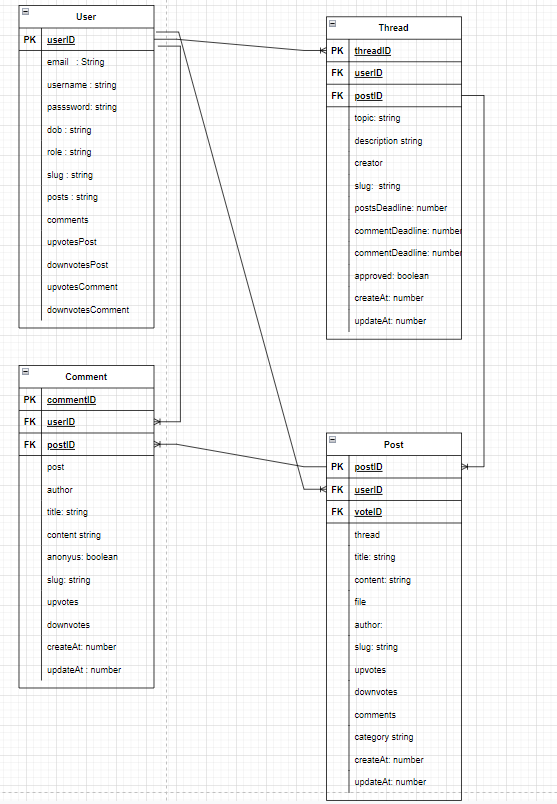 User
PK userID
email : String
username : string
passsword: string
dob : string
role : string
slug : string
posts : string
comments
upvotesPost
downvotesPost
upvotesComment
downvotesComment
Thread
PK threadID
FK userID
FK postID
topic: string
description string
creator
slug: string
postsDeadline: number
commentDeadline: number
commentDeadline: number
approved: boolean
createAt: number
updateAt: number
Comment
PK commentID
FK userID
FK postID
post
author
title: string
content string
anonyus: boolean
slug: string
upvotes
downvotes
createAt: number
updateAt : number
Post
PK postID
FK userID
FK voteID
thread
title: string
content: string
file
author:
slug: string
upvotes
downvotes
comments
category string
createAt: number
updateAt: number